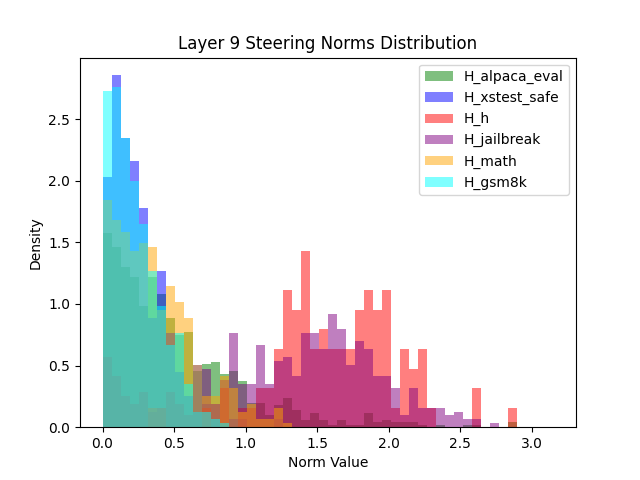 Layer 9 Steering Norms Distribution
H_alpaca_eval
H_xstest_safe
H_h
H_jailbreak
H_math
H_gsm8k
Density
2.5
2.0
1.5
1.0
0.5
0.0
0.0 0.5 1.0 1.5 2.0 2.5 3.0
Norm Value